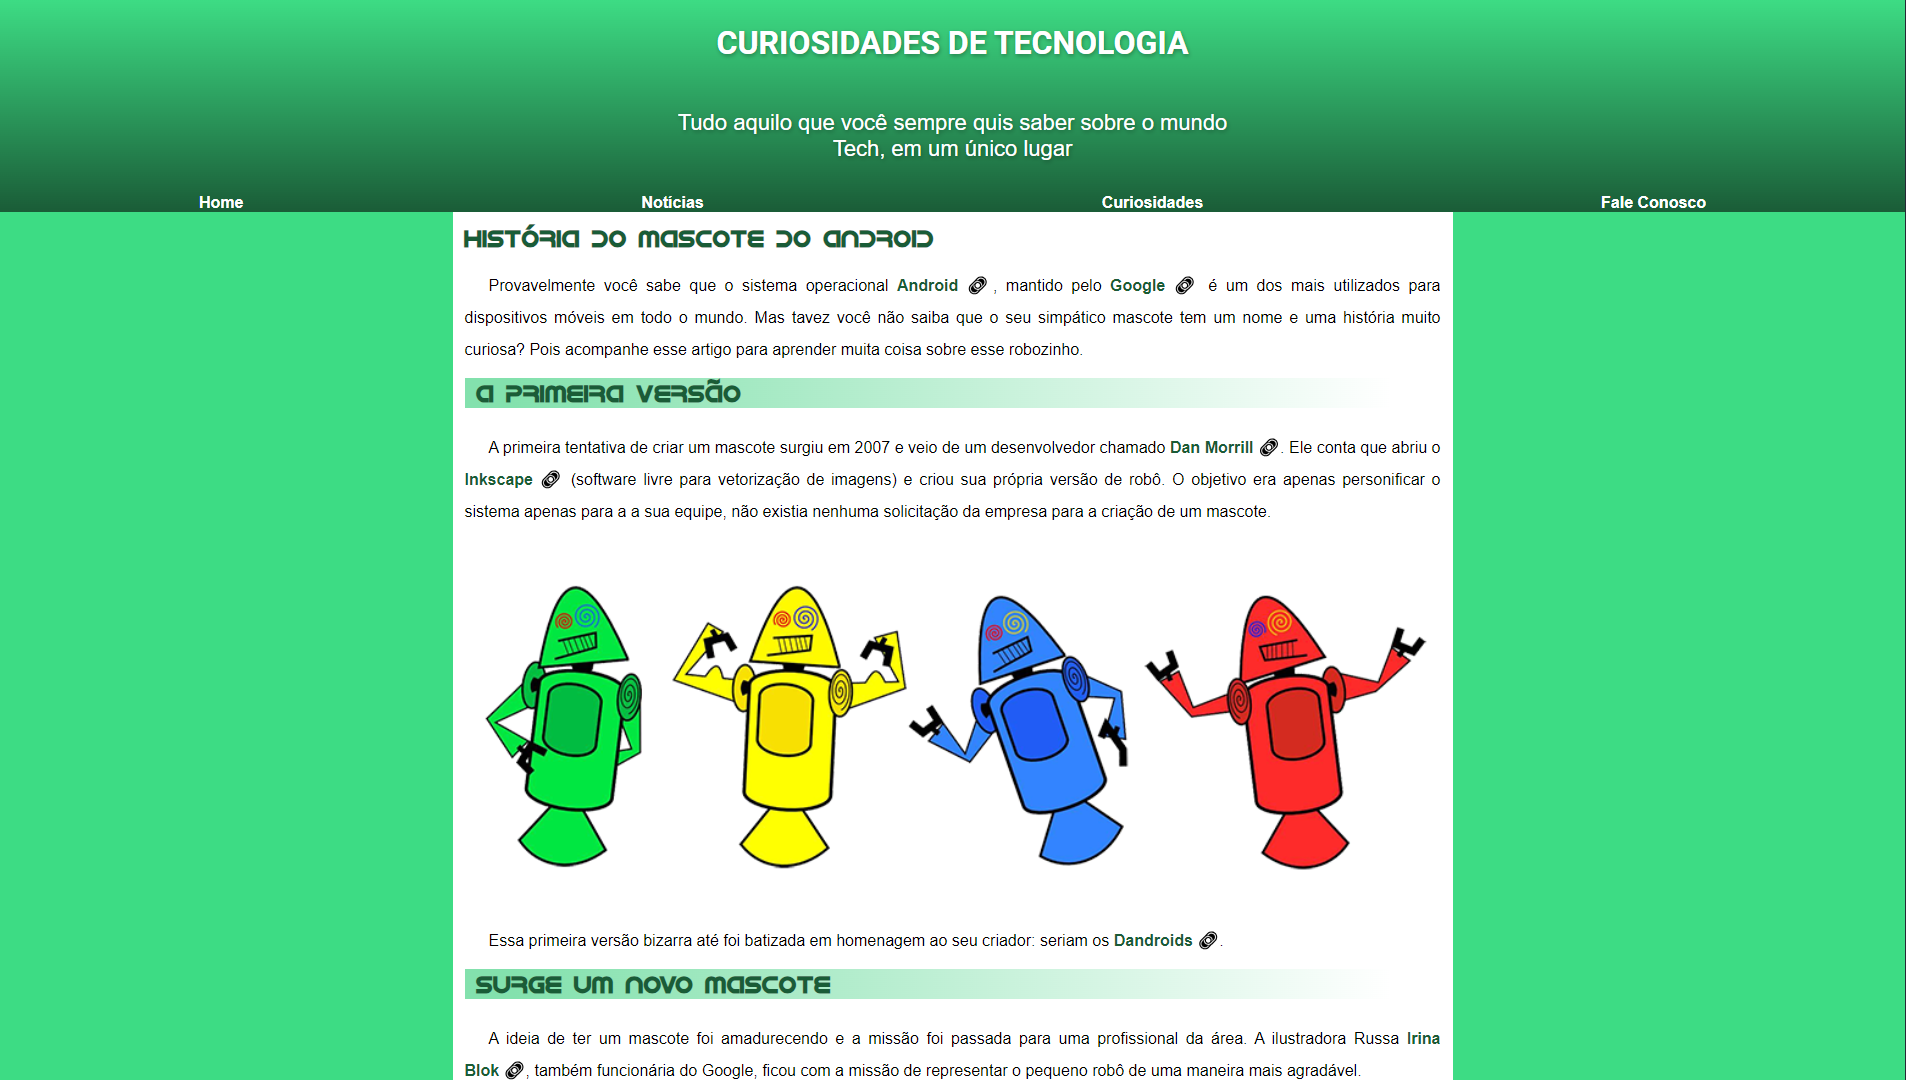 CURIOSIDADES DE TECNOLOGIA
Tudo aquilo que você sempre quis saber sobre o mundo
Tech, em um único lugar
Home Notícias Curiosidades Fale Conosco
HISTÓRIA DO MASCOTE DO ANDROID
Provavelmente você sabe que o sistema operacional Android , mantido pelo Google é um dos mais utilizados para
dispositivos móveis em todo o mundo. Mas tavez você não saiba que o seu simpático mascote tem um nome e uma história muito
curiosa? Pois acompanhe esse artigo para aprender muita coisa sobre esse robozinho.
A PRIMEIRA VERSÃO
A primeira tentativa de criar um mascote surgiu em 2007 e veio de um desenvolvedor chamado Dan Morrill . Ele conta que abriu o
Inkscape (software livre para vetorização de imagens) e criou sua própria versão de robô. O objetivo era apenas personificar o
sistema apenas para a a sua equipe, não existia nenhuma solicitação da empresa para a criação de um mascote.
Essa primeira versão bizarra até foi batizada em homenagem ao seu criador: seriam os Dandroids .
SURGE UM NOVO MASCOTE
A ideia de ter um mascote foi amadurecendo e a missão foi passada para uma profissional da área. A ilustradora Russa Irina
Blok , também funcionária do Google, ficou com a missão de representar o pequeno robô de uma maneira mais agradável.